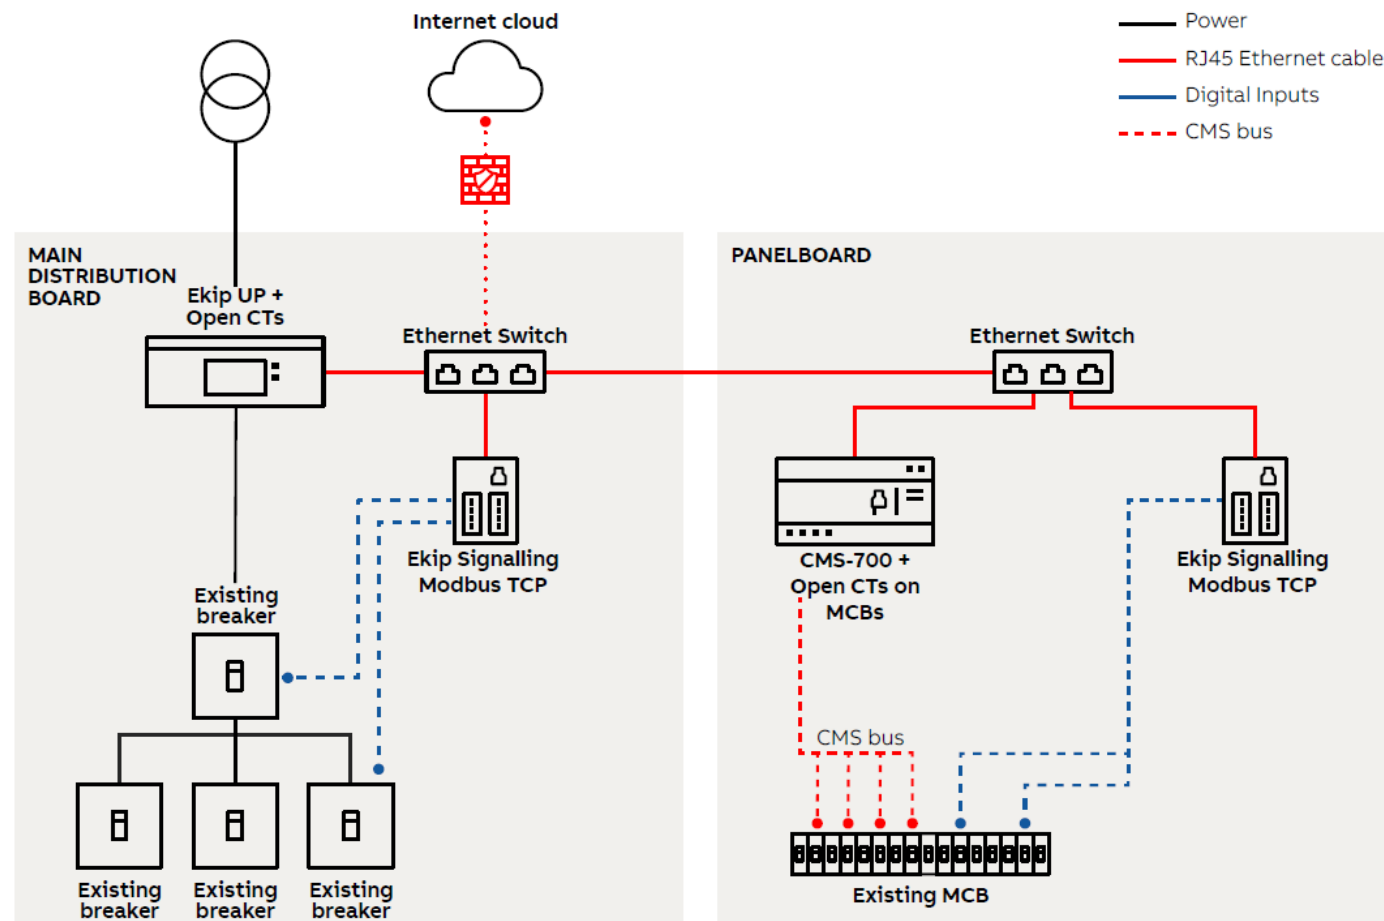 Internet cloud
Power
RJ45 Ethernet cable
Digital Inputs
CMS bus
MAIN
DISTRIBUTION
BOARD
Ekip UP +
Open CTs
Ethernet Switch
Ekip Signalling
Modbus TCP
Existing
breaker
Existing
breaker
Existing
breaker
Existing
breaker
PANELBOARD
Ethernet Switch
CMS-700 +
Open CTs on
MCBs
Ekip Signalling
Modbus TCP
CMS bus
Existing MCB